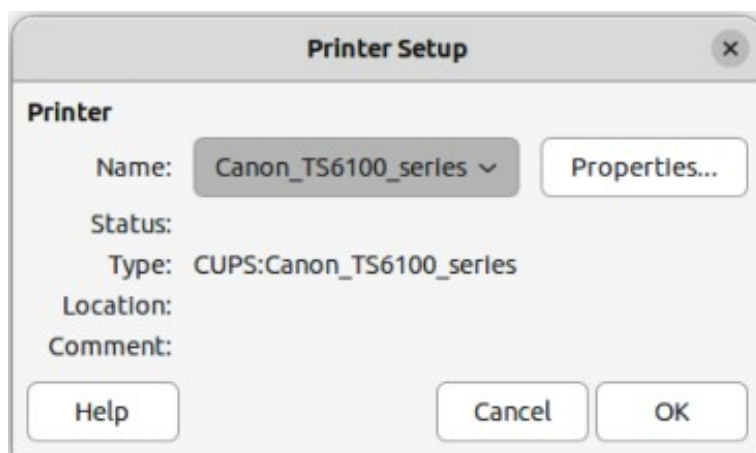 Printer Setup
Printer
Name: Canon_TS6100_series Properties...
Status:
Type: CUPS:Canon_TS6100_series
Location:
Comment:
Help Cancel OK